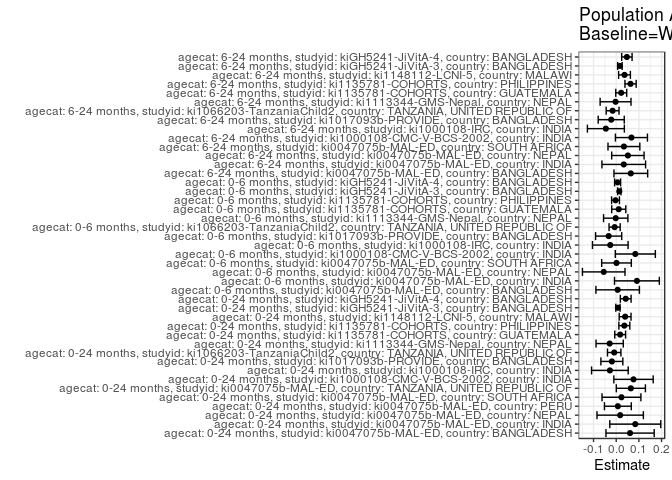 Population A
Baseline=W
agecat: 6-24 months, studyid: kiGH5241-JiVitA-4, country: BANGLADESH
agecat: 6-24 months, studyid: kiGH5241-JiVitA-3, country: BANGLADESH
agecat: 6-24 months, studyid: ki1148112-LCNI-5, country: MALAWI
agecat: 6-24 months, studyid: ki1135781-COHORTS, country: PHILIPPINES
agecat: 6-24 months, studyid: ki1135781-COHORTS, country: GUATEMALA
agecat: 6-24 months, studyid: ki1113344-GMS-Nepal, country: NEPAL
agecat: 6-24 months, studyid: ki1066203-TanzaniaChild2, country: TANZANIA, UNITED REPUBLIC OF
agecat: 6-24 months, studyid: ki1017093b-PROVIDE, country: BANGLADESH
agecat: 6-24 months, studyid: ki1000108-IRC, country: INDIA
agecat: 6-24 months, studyid: ki1000108-CMC-V-BCS-2002, country: INDIA
agecat: 6-24 months, studyid: ki0047075b-MAL-ED, country: SOUTH AFRICA
agecat: 6-24 months, studyid: ki0047075b-MAL-ED, country: NEPAL
agecat: 6-24 months, studyid: ki0047075b-MAL-ED, country: INDIA
agecat: 6-24 months, studyid: ki0047075b-MAL-ED, country: BANGLADESH
agecat: 0-6 months, studyid: kiGH5241-JiVitA-4, country: BANGLADESH
agecat: 0-6 months, studyid: kiGH5241-JiVitA-3, country: BANGLADESH
agecat: 0-6 months, studyid: ki1135781-COHORTS, country: PHILIPPINES
agecat: 0-6 months, studyid: ki1135781-COHORTS, country: GUATEMALA
agecat: 0-6 months, studyid: ki1113344-GMS-Nepal, country: NEPAL
agecat: 0-6 months, studyid: ki1066203-TanzaniaChild2, country: TANZANIA, UNITED REPUBLIC OF
agecat: 0-6 months, studyid: ki1017093b-PROVIDE, country: BANGLADESH
agecat: 0-6 months, studyid: ki1000108-IRC, country: INDIA
agecat: 0-6 months, studyid: ki1000108-CMC-V-BCS-2002, country: INDIA
agecat: 0-6 months, studyid: ki0047075b-MAL-ED, country: SOUTH AFRICA
agecat: 0-6 months, studyid: ki0047075b-MAL-ED, country: NEPAL
agecat: 0-6 months, studyid: ki0047075b-MAL-ED, country: INDIA
agecat: 0-6 months, studyid: ki0047075b-MAL-ED, country: BANGLADESH
agecat: 0-24 months, studyid: kiGH5241-JiVitA-4, country: BANGLADESH
agecat: 0-24 months, studyid: kiGH5241-JiVitA-3, country: BANGLADESH
agecat: 0-24 months, studyid: ki1148112-LCNI-5, country: MALAWI
agecat: 0-24 months, studyid: ki1135781-COHORTS, country: PHILIPPINES
agecat: 0-24 months, studyid: ki1135781-COHORTS, country: GUATEMALA
agecat: 0-24 months, studyid: ki1113344-GMS-Nepal, country: NEPAL
agecat: 0-24 months, studyid: ki1066203-TanzaniaChild2, country: TANZANIA, UNITED REPUBLIC OF
agecat: 0-24 months, studyid: ki1017093b-PROVIDE, country: BANGLADESH
agecat: 0-24 months, studyid: ki1000108-IRC, country: INDIA
agecat: 0-24 months, studyid: ki1000108-CMC-V-BCS-2002, country: INDIA
agecat: 0-24 months, studyid: ki0047075b-MAL-ED, country: TANZANIA, UNITED REPUBLIC OF
agecat: 0-24 months, studyid: ki0047075b-MAL-ED, country: SOUTH AFRICA
agecat: 0-24 months, studyid: ki0047075b-MAL-ED, country: PERU
agecat: 0-24 months, studyid: ki0047075b-MAL-ED, country: NEPAL
agecat: 0-24 months, studyid: ki0047075b-MAL-ED, country: INDIA
agecat: 0-24 months, studyid: ki0047075b-MAL-ED, country: BANGLADESH
-0.1 0.0 0.1 0.2
Estimate